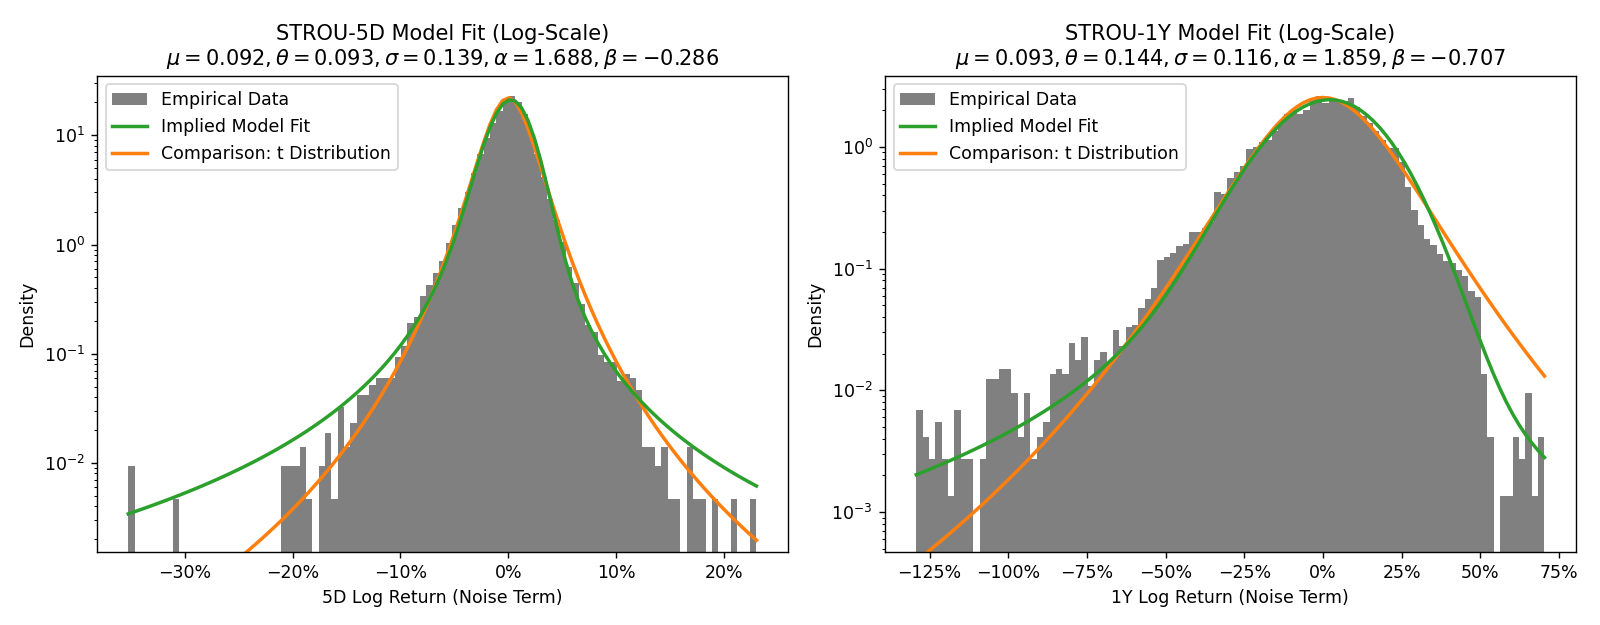 STROU-5D Model Fit (Log-Scale)
μ = 0.092, θ = 0.093, σ = 0.139, α = 1.688, β = −0.286
Empirical Data
Implied Model Fit
Comparison: t Distribution
10¹
10⁰
10⁻¹
10⁻²
Density
−30% −20% −10% 0% 10% 20%
5D Log Return (Noise Term)
STROU-1Y Model Fit (Log-Scale)
μ = 0.093, θ = 0.144, σ = 0.116, α = 1.859, β = −0.707
Empirical Data
Implied Model Fit
Comparison: t Distribution
10⁰
10⁻¹
10⁻²
10⁻³
Density
−125% −100% −75% −50% −25% 0% 25% 50% 75%
1Y Log Return (Noise Term)